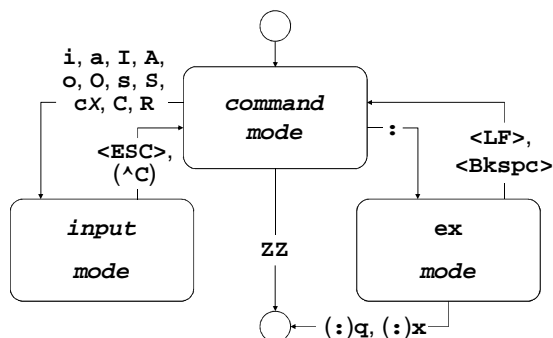 i, a, I, A,
o, O, s, S,
cX, C, R
command
mode
:
<ESC>,
(^C)
<LF>,
<Bkspc>
input
mode
ex
mode
ZZ
(:)q, (:)x